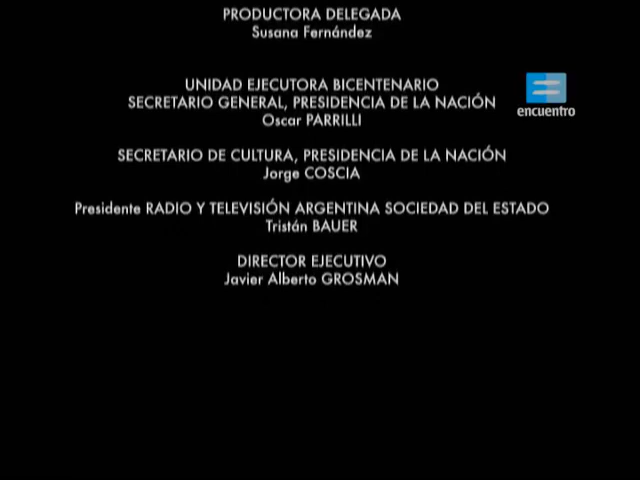 PRODUCTORA DELEGADA
Susana Fernández
UNIDAD EJECUTORA BICENTENARIO
SECRETARIO GENERAL, PRESIDENCIA DE LA NACIÓN
Oscar PARRILLI
encuentro
SECRETARIO DE CULTURA, PRESIDENCIA DE LA NACIÓN
Jorge COSCIA
Presidente RADIO Y TELEVISIÓN ARGENTINA SOCIEDAD DEL ESTADO
Tristán BAUER
DIRECTOR EJECUTIVO
Javier Alberto GROSMAN